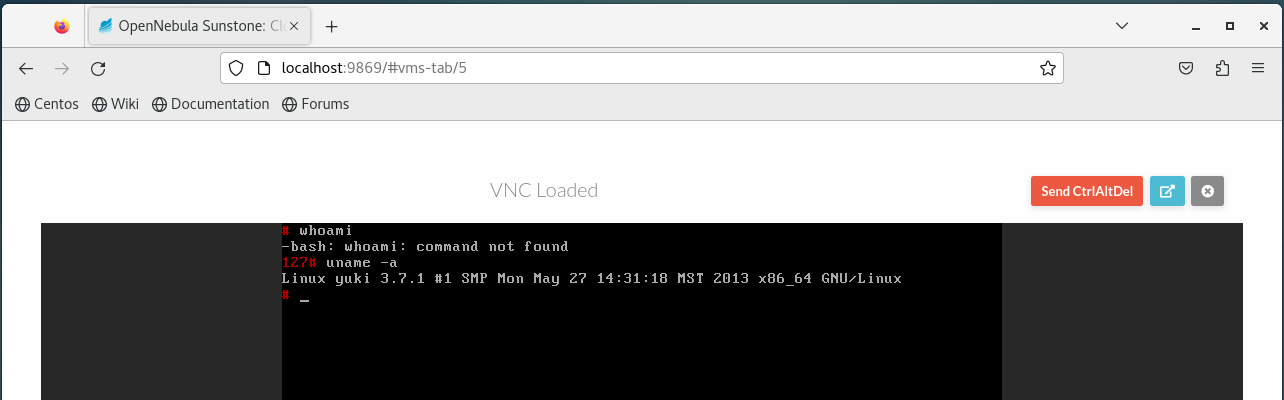 OpenNebula Sunstone: Clo
localhost:9869/#vms-tab/5
Centos Wiki Documentation Forums
VNC Loaded
Send CtrlAltDel
# whoami
-bash: whoami: command not found
127# uname -a
Linux yuki 3.7.1 #1 SMP Mon May 27 14:31:18 MST 2013 x86_64 GNU/Linux
# _